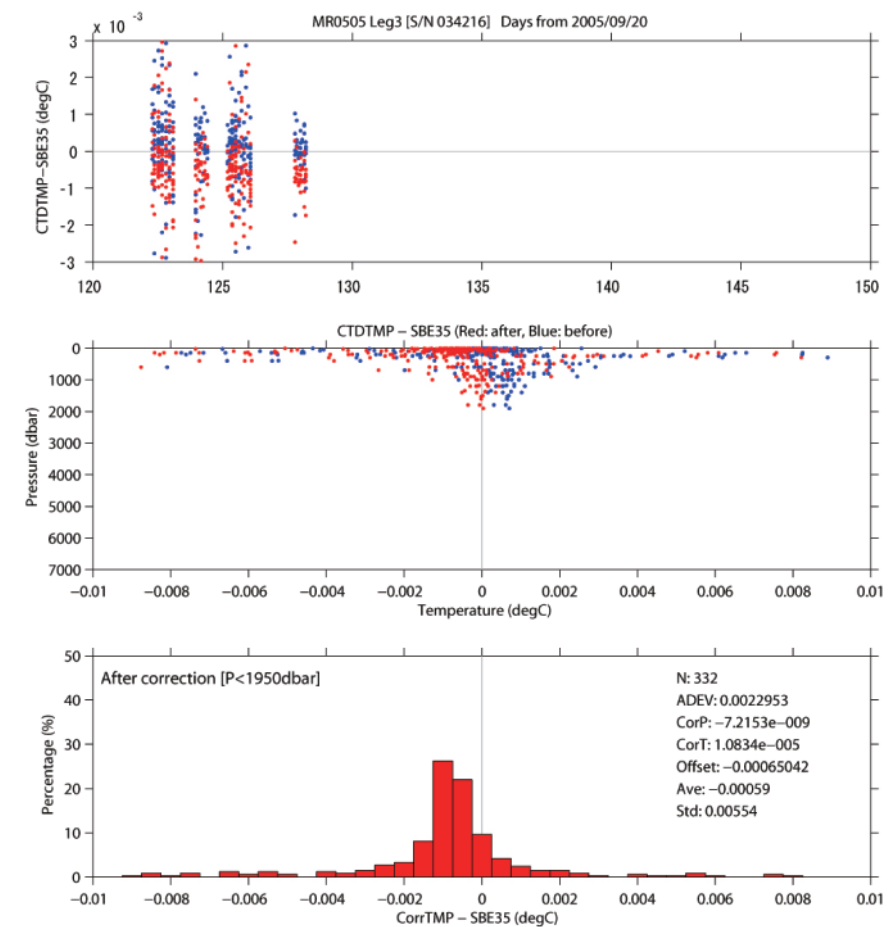 x 10 -3
MR0505 Leg3 [S/N 034216] Days from 2005/09/20
3
2
1
0
-1
-2
-3
CTDTMP-SBE35 (degC)
120 125 130 135 140 145 150
CTDTMP – SBE35 (Red: after, Blue: before)
0
1000
2000
3000
4000
5000
6000
7000
Pressure (dbar)
−0.01 −0.008 −0.006 −0.004 −0.002 0 0.002 0.004 0.006 0.008 0.01
Temperature (degC)
50
40
30
20
10
0
Percentage (%)
After correction [P<1950dbar]
N: 332
ADEV: 0.0022953
CorP: −7.2153e−009
CorT: 1.0834e−005
Offset: −0.00065042
Ave: −0.00059
Std: 0.00554
−0.01 −0.008 −0.006 −0.004 −0.002 0 0.002 0.004 0.006 0.008 0.01
CorrTMP – SBE35 (degC)